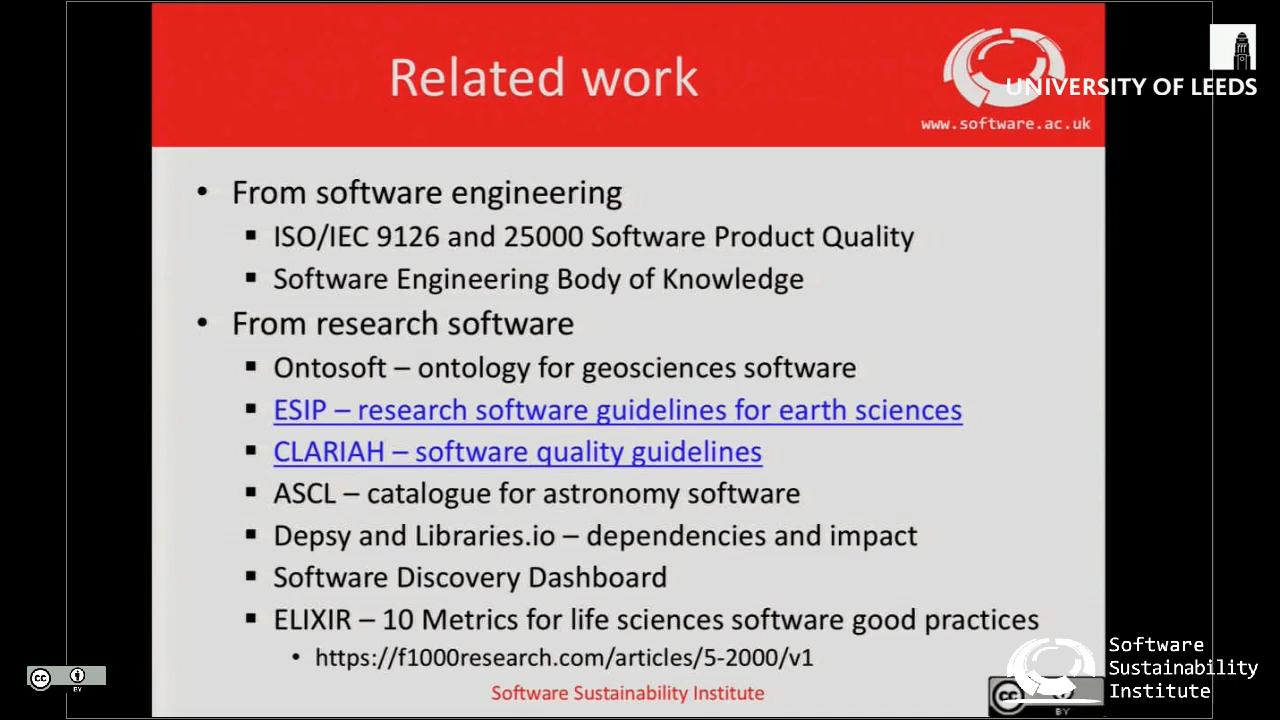 Related work
UNIVERSITY OF LEEDS
www.software.ac.uk
• From software engineering
▪ ISO/IEC 9126 and 25000 Software Product Quality
▪ Software Engineering Body of Knowledge
• From research software
▪ Ontosoft – ontology for geosciences software
▪ ESIP – research software guidelines for earth sciences
▪ CLARIAH – software quality guidelines
▪ ASCL – catalogue for astronomy software
▪ Depsy and Libraries.io – dependencies and impact
▪ Software Discovery Dashboard
▪ ELIXIR – 10 Metrics for life sciences software good practices
• https://f1000research.com/articles/5-2000/v1
Software Sustainability Institute
Software
Sustainability
Institute
cc
BY
cc
BY